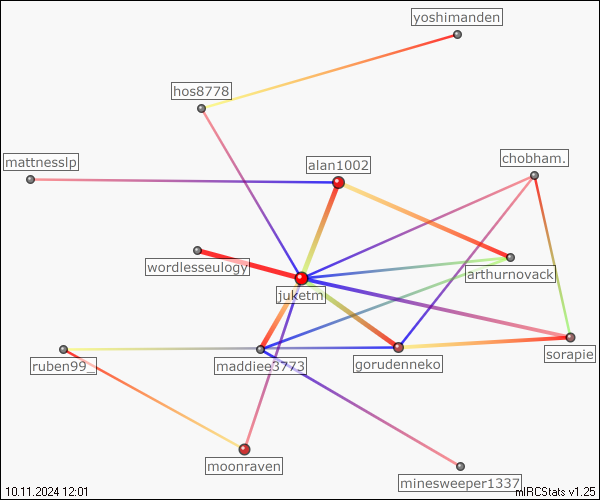 yoshimanden
hos8778
mattnesslp
alan1002
chobham.
wordlesseulogy
arthurnovack
juketm
ruben99_
maddiee3773
gorudenneko
sorapie
moonraven
minesweeper1337
10.11.2024 12:01
mIRCStats v1.25